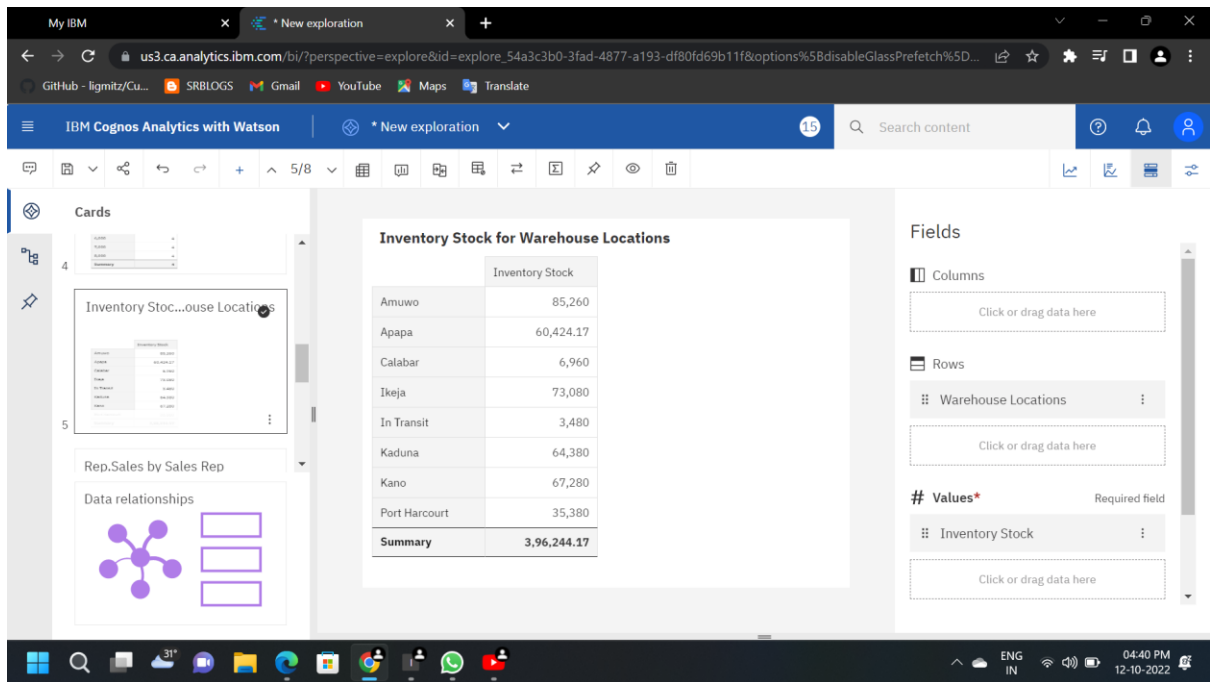 My IBM
* New exploration
us3.ca.analytics.ibm.com/bi/?perspective=explore&id=explore_54a3c3b0-3fad-4877-a193-df80fd69b11f&options%5BdisableGlassPrefetch%5D...
GitHub - ligmitz/Cu... SRBLOGS Gmail YouTube Maps Translate
IBM Cognos Analytics with Watson * New exploration 15 Search content
5/8
Cards
4
Summary
Inventory Stoc...ouse Locations
5
Rep.Sales by Sales Rep
Data relationships
Inventory Stock for Warehouse Locations
Inventory Stock
Amuwo 85,260
Apapa 60,424.17
Calabar 6,960
Ikeja 73,080
In Transit 3,480
Kaduna 64,380
Kano 67,280
Port Harcourt 35,380
Summary 3,96,244.17
Fields
Columns
Click or drag data here
Rows
Warehouse Locations
Click or drag data here
# Values* Required field
Inventory Stock
Click or drag data here
31°
ENG
IN
04:40 PM
12-10-2022